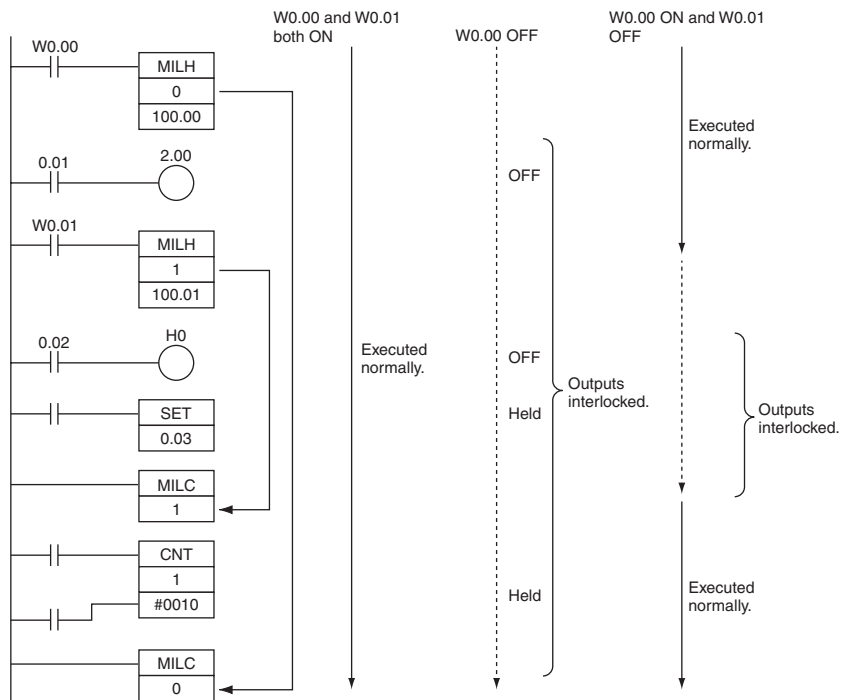 W0.00 and W0.01
both ON
W0.00 OFF
W0.00 ON and W0.01
OFF
W0.00
MILH
0
100.00
Executed
normally.
0.01
2.00
OFF
W0.01
MILH
1
100.01
0.02
H0
Executed
normally.
OFF
Outputs
interlocked.
SET
0.03
Held
Outputs
interlocked.
MILC
1
CNT
1
#0010
Held
Executed
normally.
MILC
0